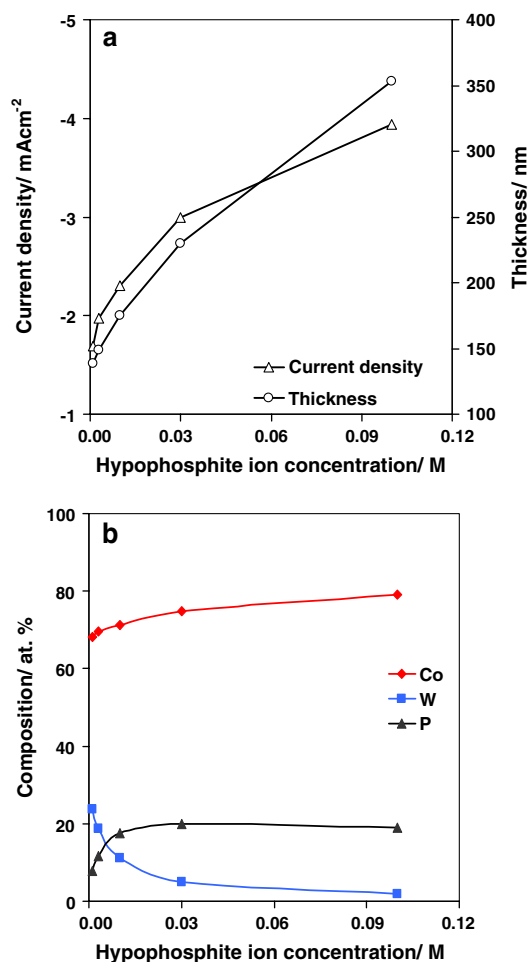 a
-5
-4
-3
-2
-1
Current density/ mAcm-2
400
350
300
250
200
150
100
Thickness/ nm
Current density
Thickness
0.00 0.03 0.06 0.09 0.12
Hypophosphite ion concentration/ M
b
100
80
60
40
20
0
Composition/ at. %
Co
W
P
0.00 0.03 0.06 0.09 0.12
Hypophosphite ion concentration/ M